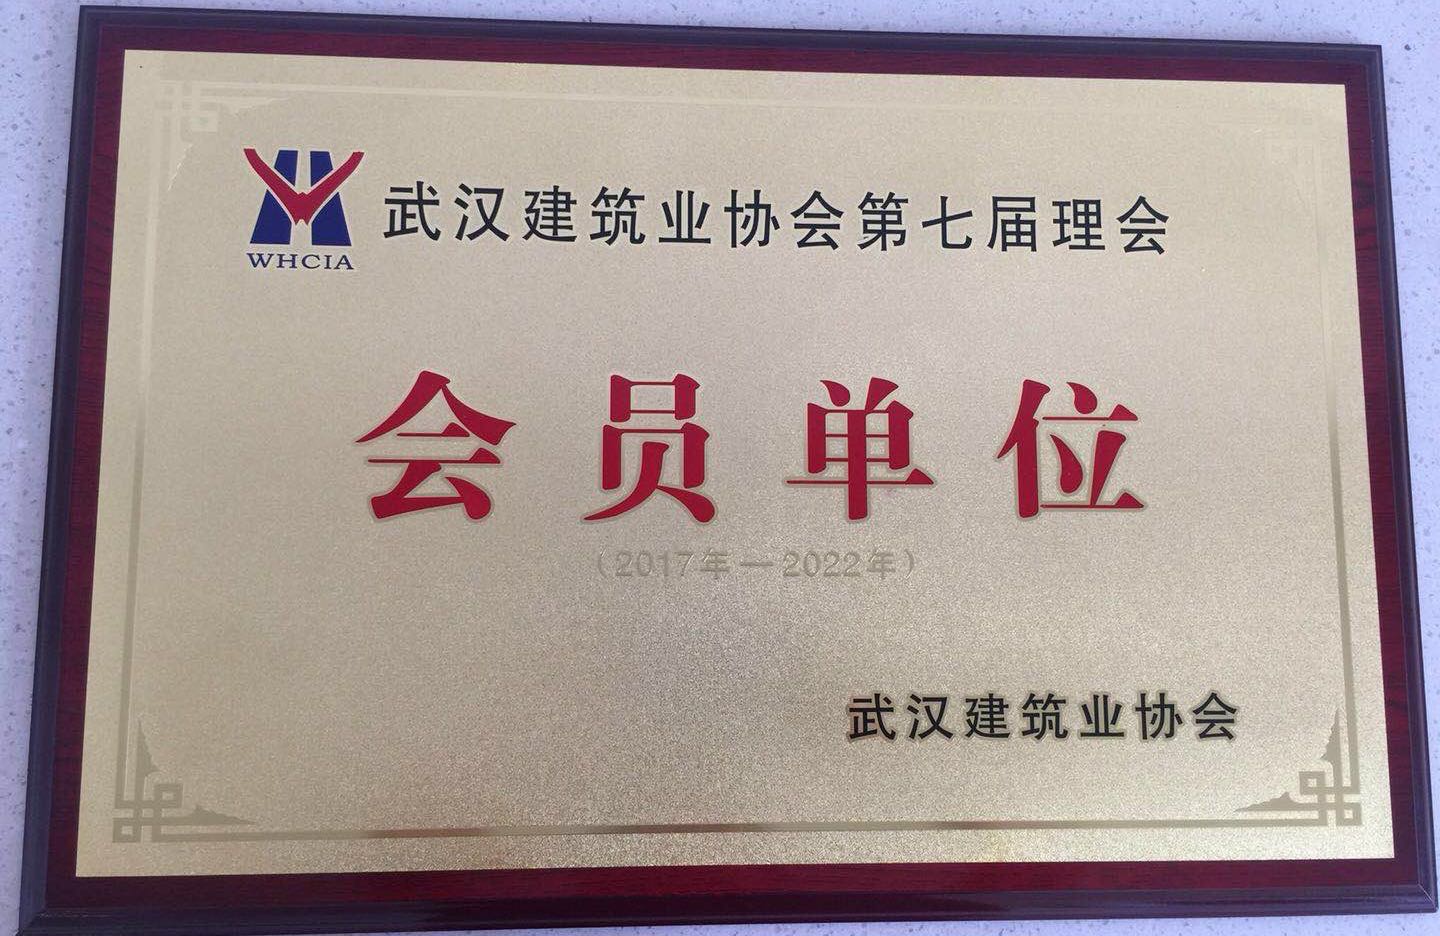 武汉建筑业协会第七届理会
WHCIA
会员单位
(2017年—2022年)
武汉建筑业协会